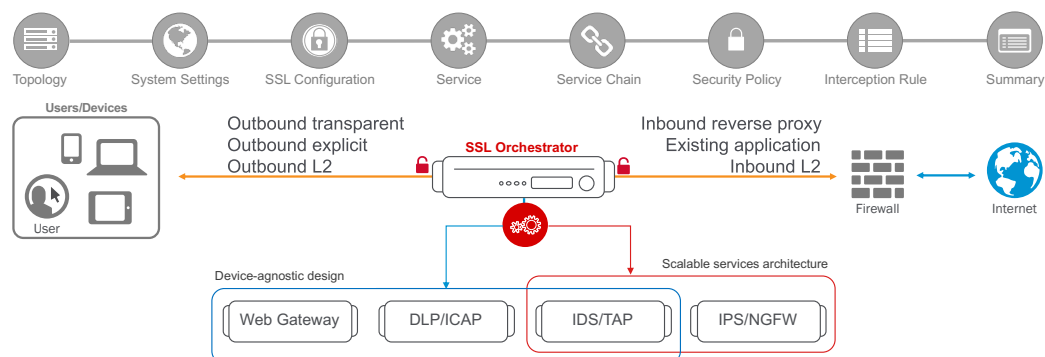 Topology
System Settings
SSL Configuration
Service
Service Chain
Security Policy
Interception Rule
Summary
Users/Devices
User
Outbound transparent
Outbound explicit
Outbound L2
SSL Orchestrator
Inbound reverse proxy
Existing application
Inbound L2
Firewall
Internet
Device-agnostic design
Scalable services architecture
Web Gateway
DLP/ICAP
IDS/TAP
IPS/NGFW